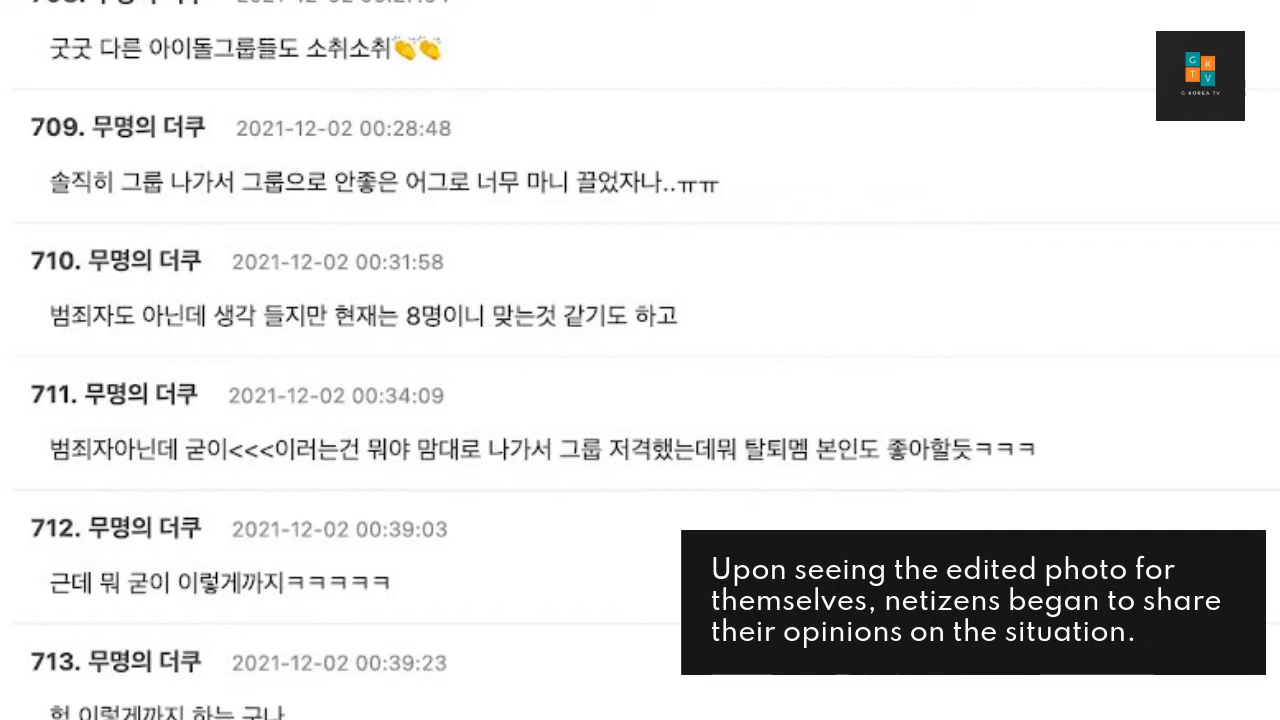 굿굿 다른 아이돌그룹들도 소취소취👏👏
709. 무명의 더쿠 2021-12-02 00:28:48
솔직히 그룹 나가서 그룹으로 안좋은 어그로 너무 마니 끌었자나..ㅠㅠ
710. 무명의 더쿠 2021-12-02 00:31:58
범죄자도 아닌데 생각 들지만 현재는 8명이니 맞는것 같기도 하고
711. 무명의 더쿠 2021-12-02 00:34:09
범죄자아닌데 굳이<<<이러는건 뭐야 맘대로 나가서 그룹 저격했는데뭐 탈퇴멤 본인도 좋아할듯ㅋㅋㅋ
712. 무명의 더쿠 2021-12-02 00:39:03
근데 뭐 굳이 이렇게까지ㅋㅋㅋㅋㅋ
713. 무명의 더쿠 2021-12-02 00:39:23
헐 이렇게까지 하는 구나
G K
T V
G KOREA TV
Upon seeing the edited photo for
themselves, netizens began to share
their opinions on the situation.